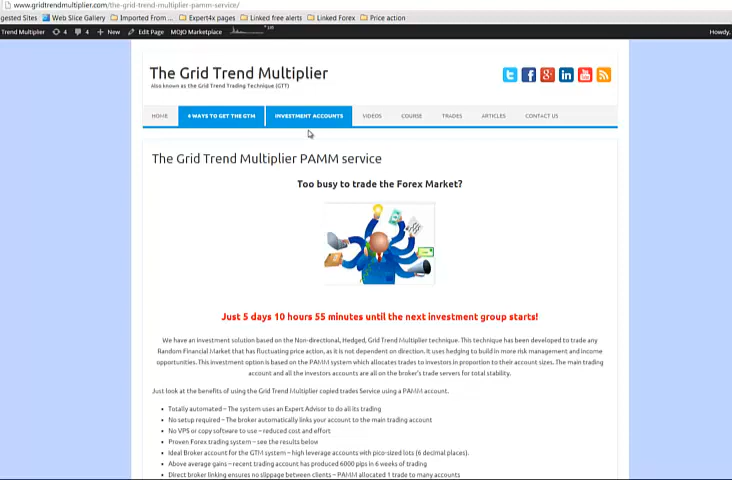 www.gridtrendmultiplier.com/the-grid-trend-multiplier-pamm-service/
gested Sites Web Slice Gallery Imported From ... Expert4x pages Linked free alerts Linked Forex Price action
Trend Multiplier 4 4 + New Edit Page MOJO Marketplace Howdy,
The Grid Trend Multiplier
Also known as the Grid Trend Trading Technique (GTT)
HOME 4 WAYS TO GET THE GTM INVESTMENT ACCOUNTS VIDEOS COURSE TRADES ARTICLES CONTACT US
The Grid Trend Multiplier PAMM service
Too busy to trade the Forex Market?
Just 5 days 10 hours 55 minutes until the next investment group starts!
We have an investment solution based on the Non-directional, Hedged, Grid Trend Multiplier technique. This technique has been developed to trade any
Random Financial Market that has fluctuating price action, as it is not dependent on direction. It uses hedging to build in more risk management and income
opportunities. This investment option is based on the PAMM system which allocates trades to investors in proportion to their account sizes. The main trading
account and all the investors accounts are all on the broker's trade servers for total stability.
Just look at the benefits of using the Grid Trend Multiplier copied trades Service using a PAMM account.
• Totally automated – The system uses an Expert Advisor to do all its trading
• No setup required – The broker automatically links your account to the main trading account
• No VPS or copy software to use – reduced cost and effort
• Proven Forex trading system – see the results below
• Ideal Broker account for the GTM system – high leverage accounts with pico-sized lots (6 decimal places).
• Above average gains – recent trading account has produced 6000 pips in 6 weeks of trading
• Direct broker linking ensures no slippage between clients – PAMM allocated 1 trade to many accounts